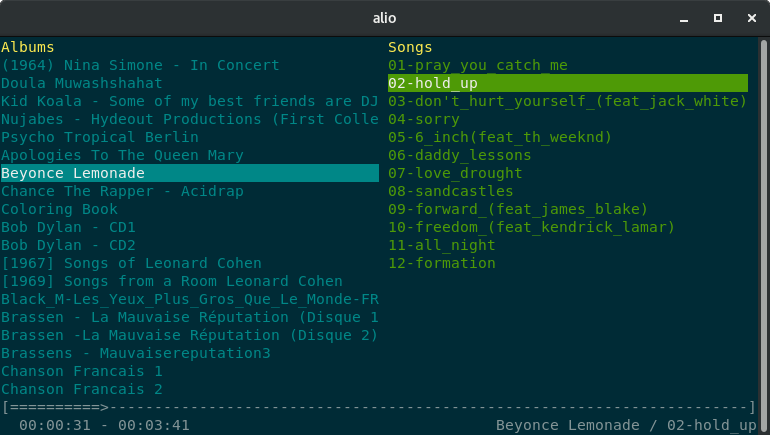 alio
Albums
(1964) Nina Simone - In Concert
Doula Muwashshahat
Kid Koala - Some of my best friends are DJ
Nujabes - Hydeout Productions (First Colle
Psycho Tropical Berlin
Apologies To The Queen Mary
Beyonce Lemonade
Chance The Rapper - Acidrap
Coloring Book
Bob Dylan - CD1
Bob Dylan - CD2
[1967] Songs of Leonard Cohen
[1969] Songs from a Room Leonard Cohen
Black_M-Les_Yeux_Plus_Gros_Que_Le_Monde-FR
Brassen - La Mauvaise Réputation (Disque 1
Brassen -La Mauvaise Réputation (Disque 2)
Brassens - Mauvaisereputation3
Chanson Francais 1
Chanson Francais 2
Songs
01-pray_you_catch_me
02-hold_up
03-don't_hurt_yourself_(feat_jack_white)
04-sorry
05-6_inch(feat_th_weeknd)
06-daddy_lessons
07-love_drought
08-sandcastles
09-forward_(feat_james_blake)
10-freedom_(feat_kendrick_lamar)
11-all_night
12-formation
[==========>-----------------------------------------------------------------------]
00:00:31 - 00:03:41
Beyonce Lemonade / 02-hold_up